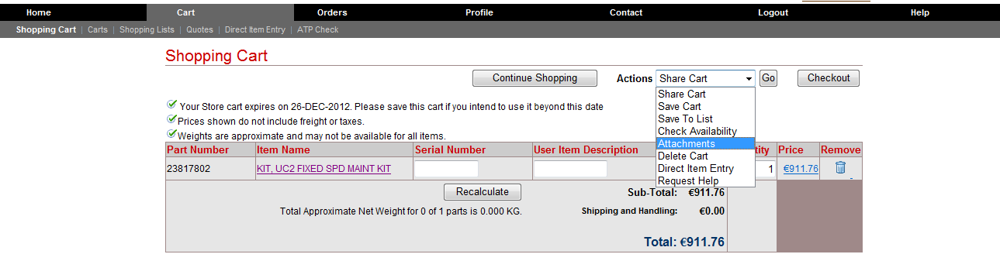 Home Cart Orders Profile Contact Logout Help
Shopping Cart | Carts | Shopping Lists | Quotes | Direct Item Entry | ATP Check
Shopping Cart
Continue Shopping Actions Share Cart Go Checkout
Share Cart
Save Cart
Save To List
Check Availability
Attachments
Delete Cart
Direct Item Entry
Request Help
Your Store cart expires on 26-DEC-2012. Please save this cart if you intend to use it beyond this date
Prices shown do not include freight or taxes.
Weights are approximate and may not be available for all items.
Part Number Item Name Serial Number User Item Description Price Remove
23817802 KIT, UC2 FIXED SPD MAINT KIT 1 €911.76
Recalculate Sub-Total: €911.76
Total Approximate Net Weight for 0 of 1 parts is 0.000 KG. Shipping and Handling: €0.00
Total: €911.76